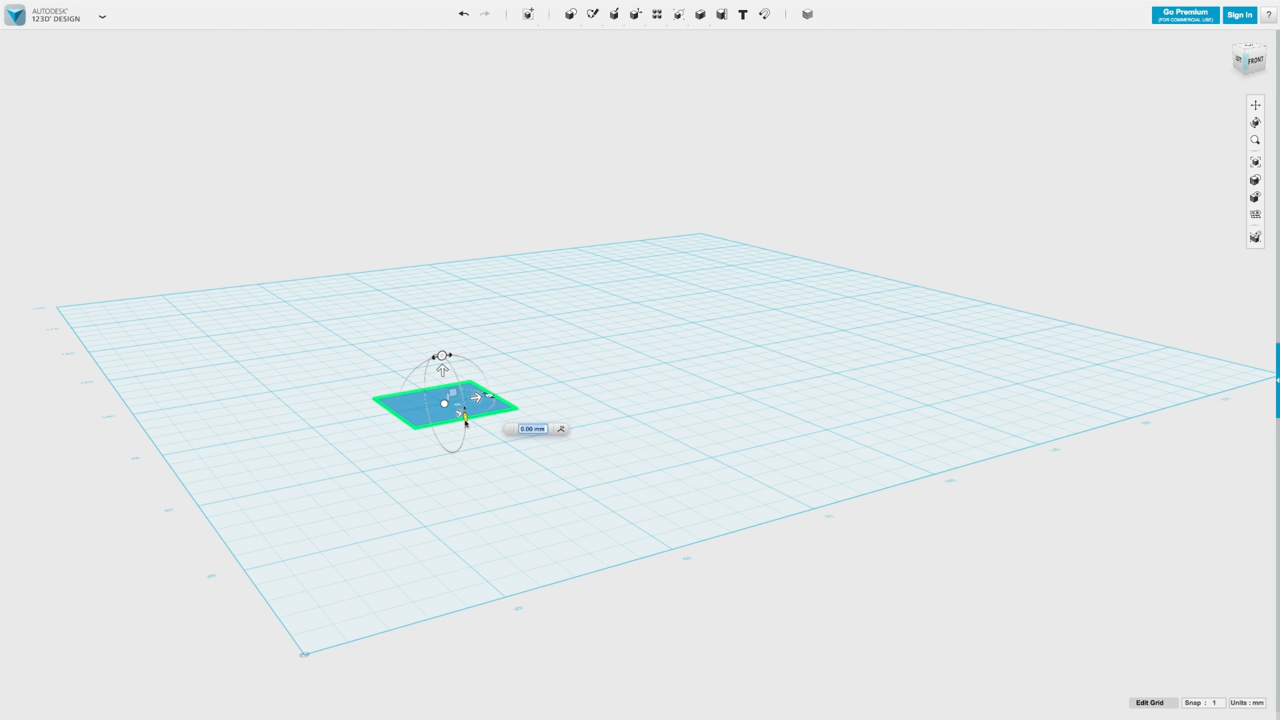 AUTODESK®
123D® DESIGN
T
Go Premium
(FOR COMMERCIAL USE)
Sign In
?
FRONT
0.00 mm
Edit Grid
Snap : 1
Units : mm